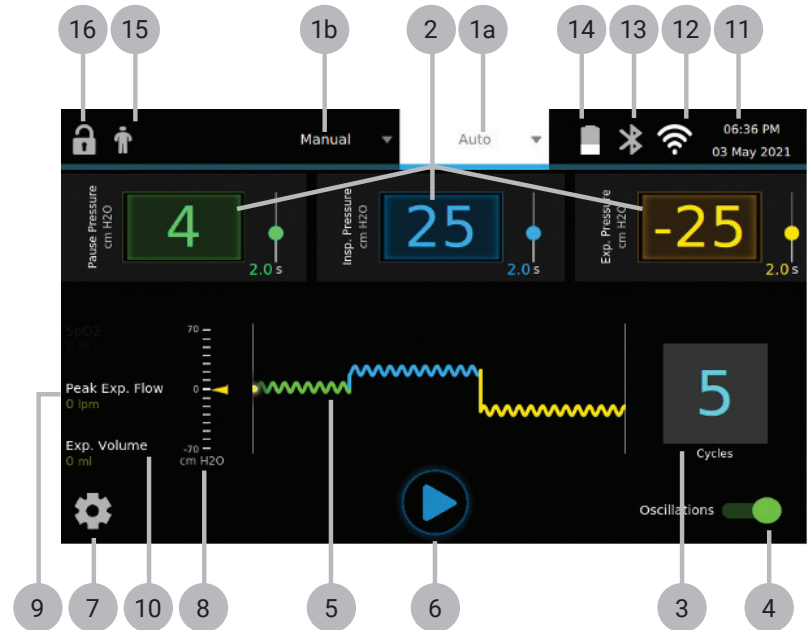 16 15 1b 2 1a 14 13 12 11
Manual
Auto
06:36 PM
03 May 2021
Pause Pressure
cm H2O
4
2.0 s
Insp. Pressure
cm H2O
25
2.0 s
Exp. Pressure
cm H2O
-25
2.0 s
SpO2
0 %
Peak Exp. Flow
0 lpm
Exp. Volume
0 ml
70
0
-70
cm H2O
5
Cycles
Oscillations
9 7 10 8 5 6 3 4